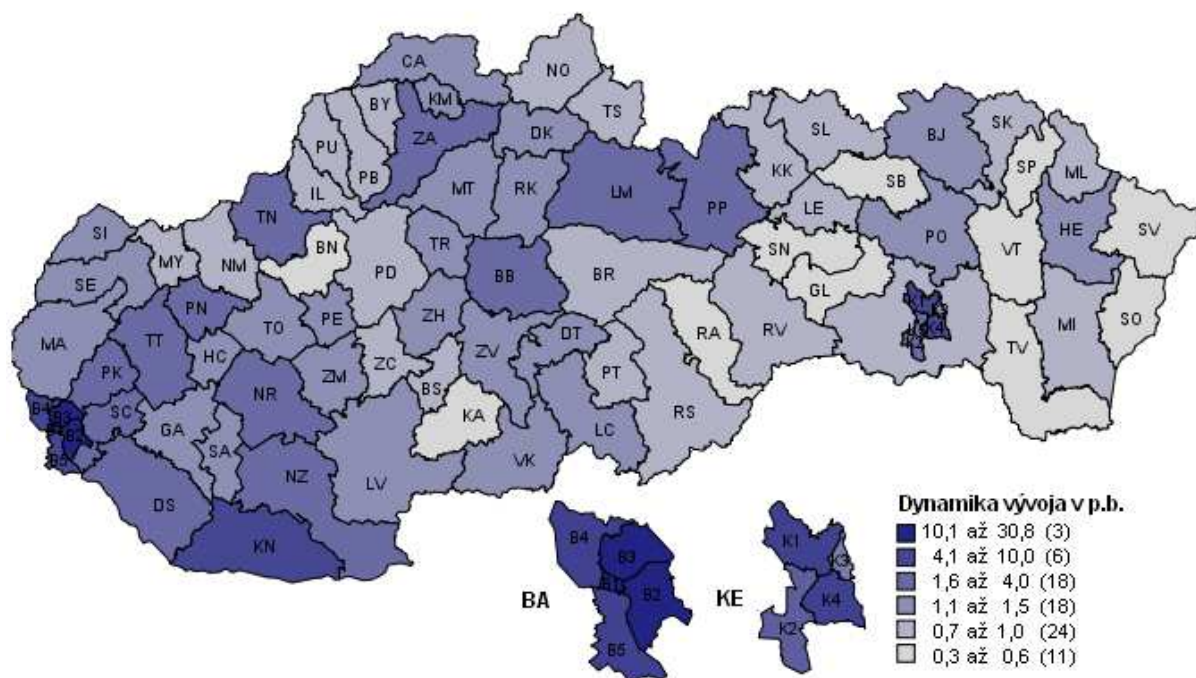 CA
NO
BY
KM
TS
PU
ZA
DK
SL
BJ
SK
PB
KK
SP
ML
IL
MT
RK
LM
PP
SB
LE
TN
HE
SI
BN
TR
PO
SV
MY
NM
SN
VT
PD
BB
BR
GL
SE
PN
ZH
K1
TO
PE
K4
SO
MA
TT
DT
RA
RV
MI
HC
ZV
TV
ZC
PK
ZM
PT
BS
NR
B4
B3
SC
KA
RS
B2
GA
LC
SA
B5
VK
DS
NZ
LV
KN
B4
B3
B1
B2
B5
BA
K1
K3
K4
K2
KE
Dynamika vývoja v p.b.
10,1 až 30,8 (3)
4,1 až 10,0 (6)
1,6 až 4,0 (18)
1,1 až 1,5 (18)
0,7 až 1,0 (24)
0,3 až 0,6 (11)